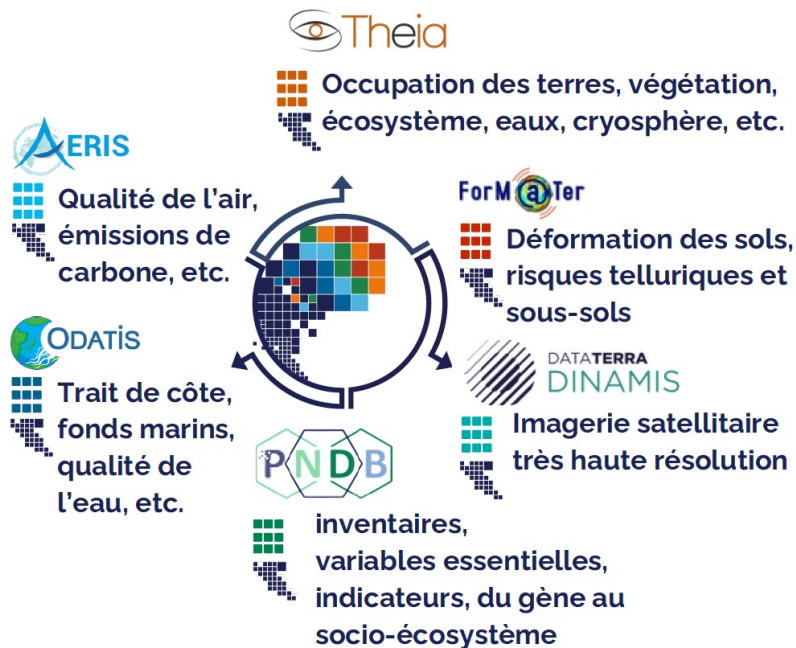 Theia
Occupation des terres, végétation,
écosystème, eaux, cryosphère, etc.
AERIS
Qualité de l'air,
émissions de
carbone, etc.
ForM@Ter
Déformation des sols,
risques telluriques et
sous-sols
ODATIS
Trait de côte,
fonds marins,
qualité de
l'eau, etc.
DATATERRA
DINAMIS
Imagerie satellitaire
très haute résolution
PNDB
inventaires,
variables essentielles,
indicateurs, du gène au
socio-écosystème